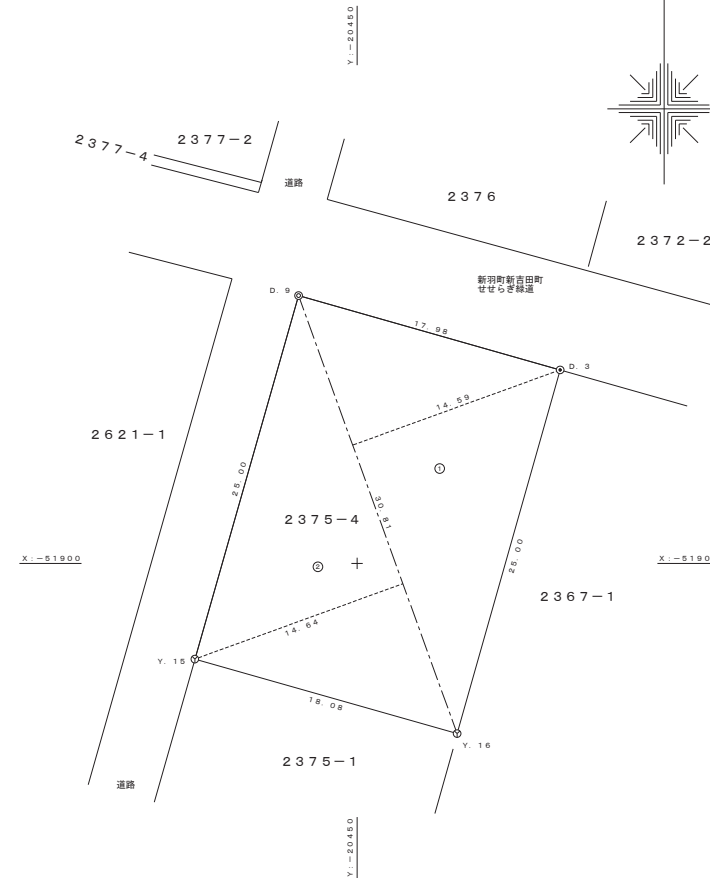 Y:−20450
2377−4
2377−2
道路
2376
2372−2
新羽町新吉田町
せせらぎ緑道
D. 9
17. 98
D. 3
14. 59
2621−1
25. 00
①
30. 81
2375−4
X:−51900
②
25. 00
X:−5190
2367−1
14. 64
Y. 15
18. 08
Y. 16
2375−1
道路
Y:−20450